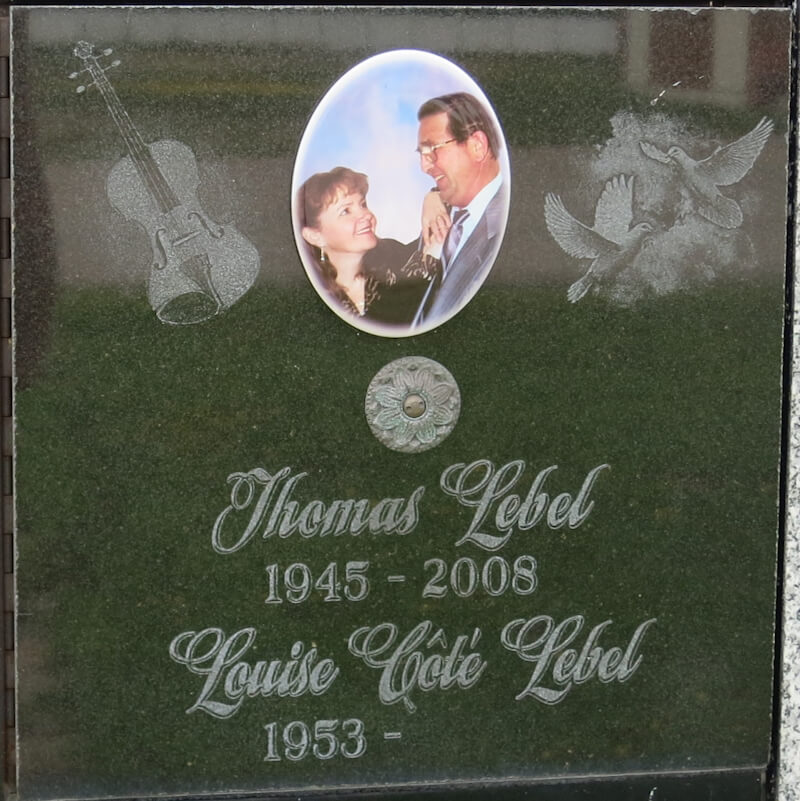 Thomas Lebel
1945 - 2008
Louise Côté Lebel
1953 -